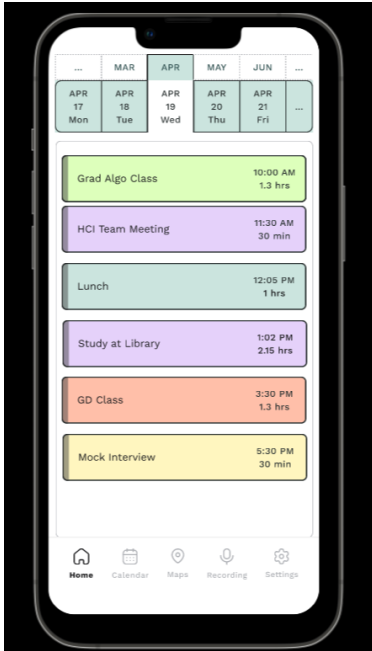 ... MAR APR MAY JUN ...
APR APR APR APR APR
17 18 19 20 21 ...
Mon Tue Wed Thu Fri
Grad Algo Class 10:00 AM
1.3 hrs
HCI Team Meeting 11:30 AM
30 min
Lunch 12:05 PM
1 hrs
Study at Library 1:02 PM
2.15 hrs
GD Class 3:30 PM
1.3 hrs
Mock Interview 5:30 PM
30 min
Home Calendar Maps Recording Settings